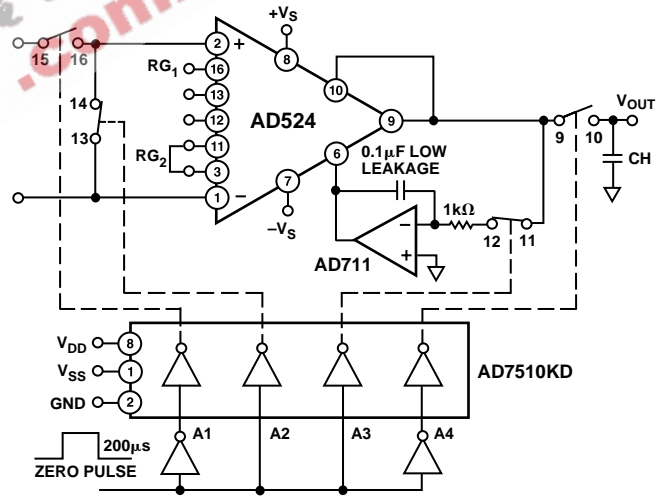 .com
+VS
15 16
2 +
8
RG1
16
10
14
13
VOUT
AD524
9
9 10
12
13
11
6
0.1µF LOW
LEAKAGE
CH
RG2
3
7
1kΩ
1 −
−VS
−
12 11
+
AD711
VDD
8
AD7510KD
VSS
1
GND
2
A1 A2 A3 A4
200µs
ZERO PULSE